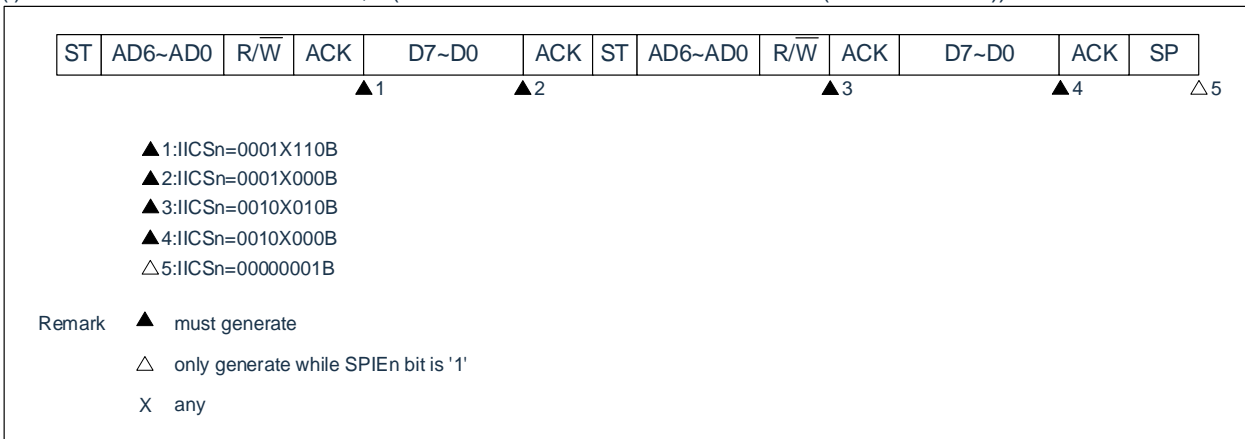 ST AD6~AD0 R/W ACK D7~D0 ACK ST AD6~AD0 R/W ACK D7~D0 ACK SP
▲1 ▲2 ▲3 ▲4 △5
▲1:IICSn=0001X110B
▲2:IICSn=0001X000B
▲3:IICSn=0010X010B
▲4:IICSn=0010X000B
△5:IICSn=00000001B
Remark ▲ must generate
△ only generate while SPIEn bit is '1'
X any